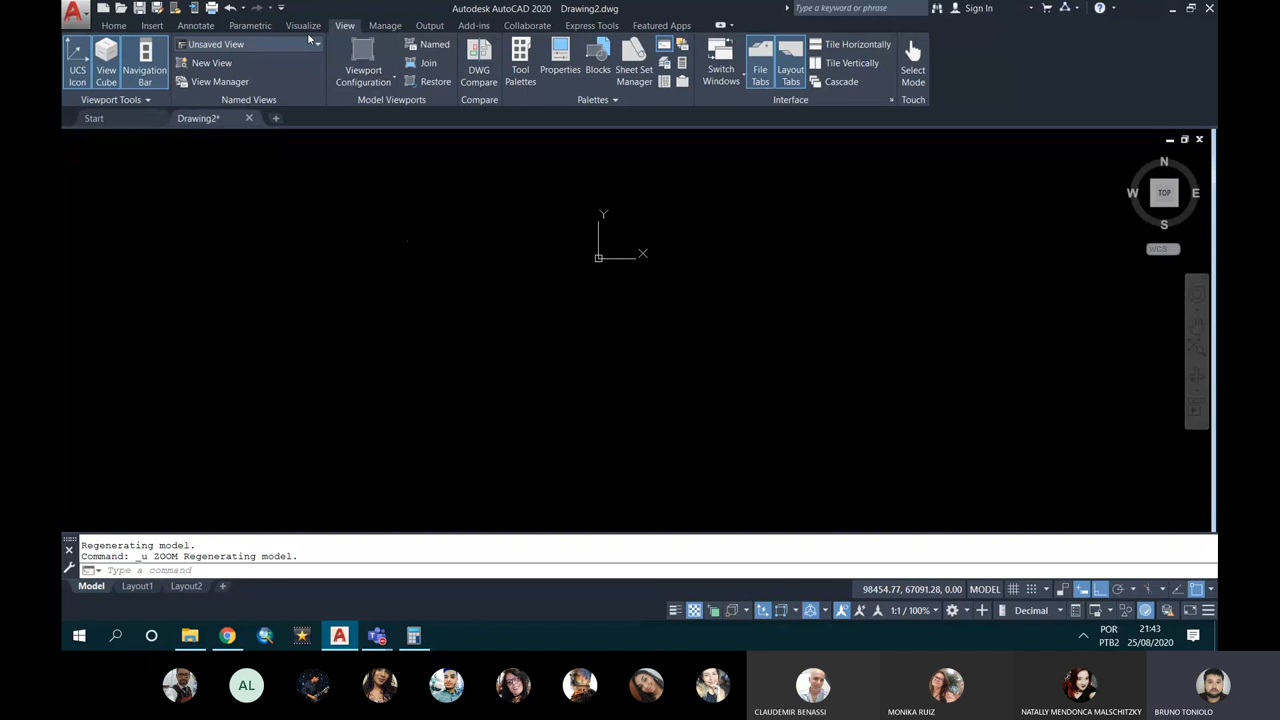 Autodesk AutoCAD 2020 Drawing2.dwg
Type a keyword or phrase
Sign In
Home Insert Annotate Parametric Visualize View Manage Output Add-ins Collaborate Express Tools Featured Apps
UCS Icon
View Cube
Navigation Bar
Viewport Tools
Unsaved View
New View
View Manager
Named Views
Viewport Configuration
Named
Join
Restore
Model Viewports
DWG Compare
Compare
Tool Palettes
Properties
Blocks
Sheet Set Manager
Palettes
Switch Windows
File Tabs
Layout Tabs
Tile Horizontally
Tile Vertically
Cascade
Interface
Select Mode
Touch
Start
Drawing2*
Y
X
N
W TOP E
S
WCS
Regenerating model.
Command: _u ZOOM Regenerating model.
Type a command
Model Layout1 Layout2
98454.77, 67091.28, 0.00 MODEL
1:1 / 100% Decimal
POR
PTB2
21:43
25/08/2020
AL
CLAUDEMIR BENASSI
MONIKA RUIZ
NATALLY MENDONCA MALSCHITZKY
BRUNO TONIOLO